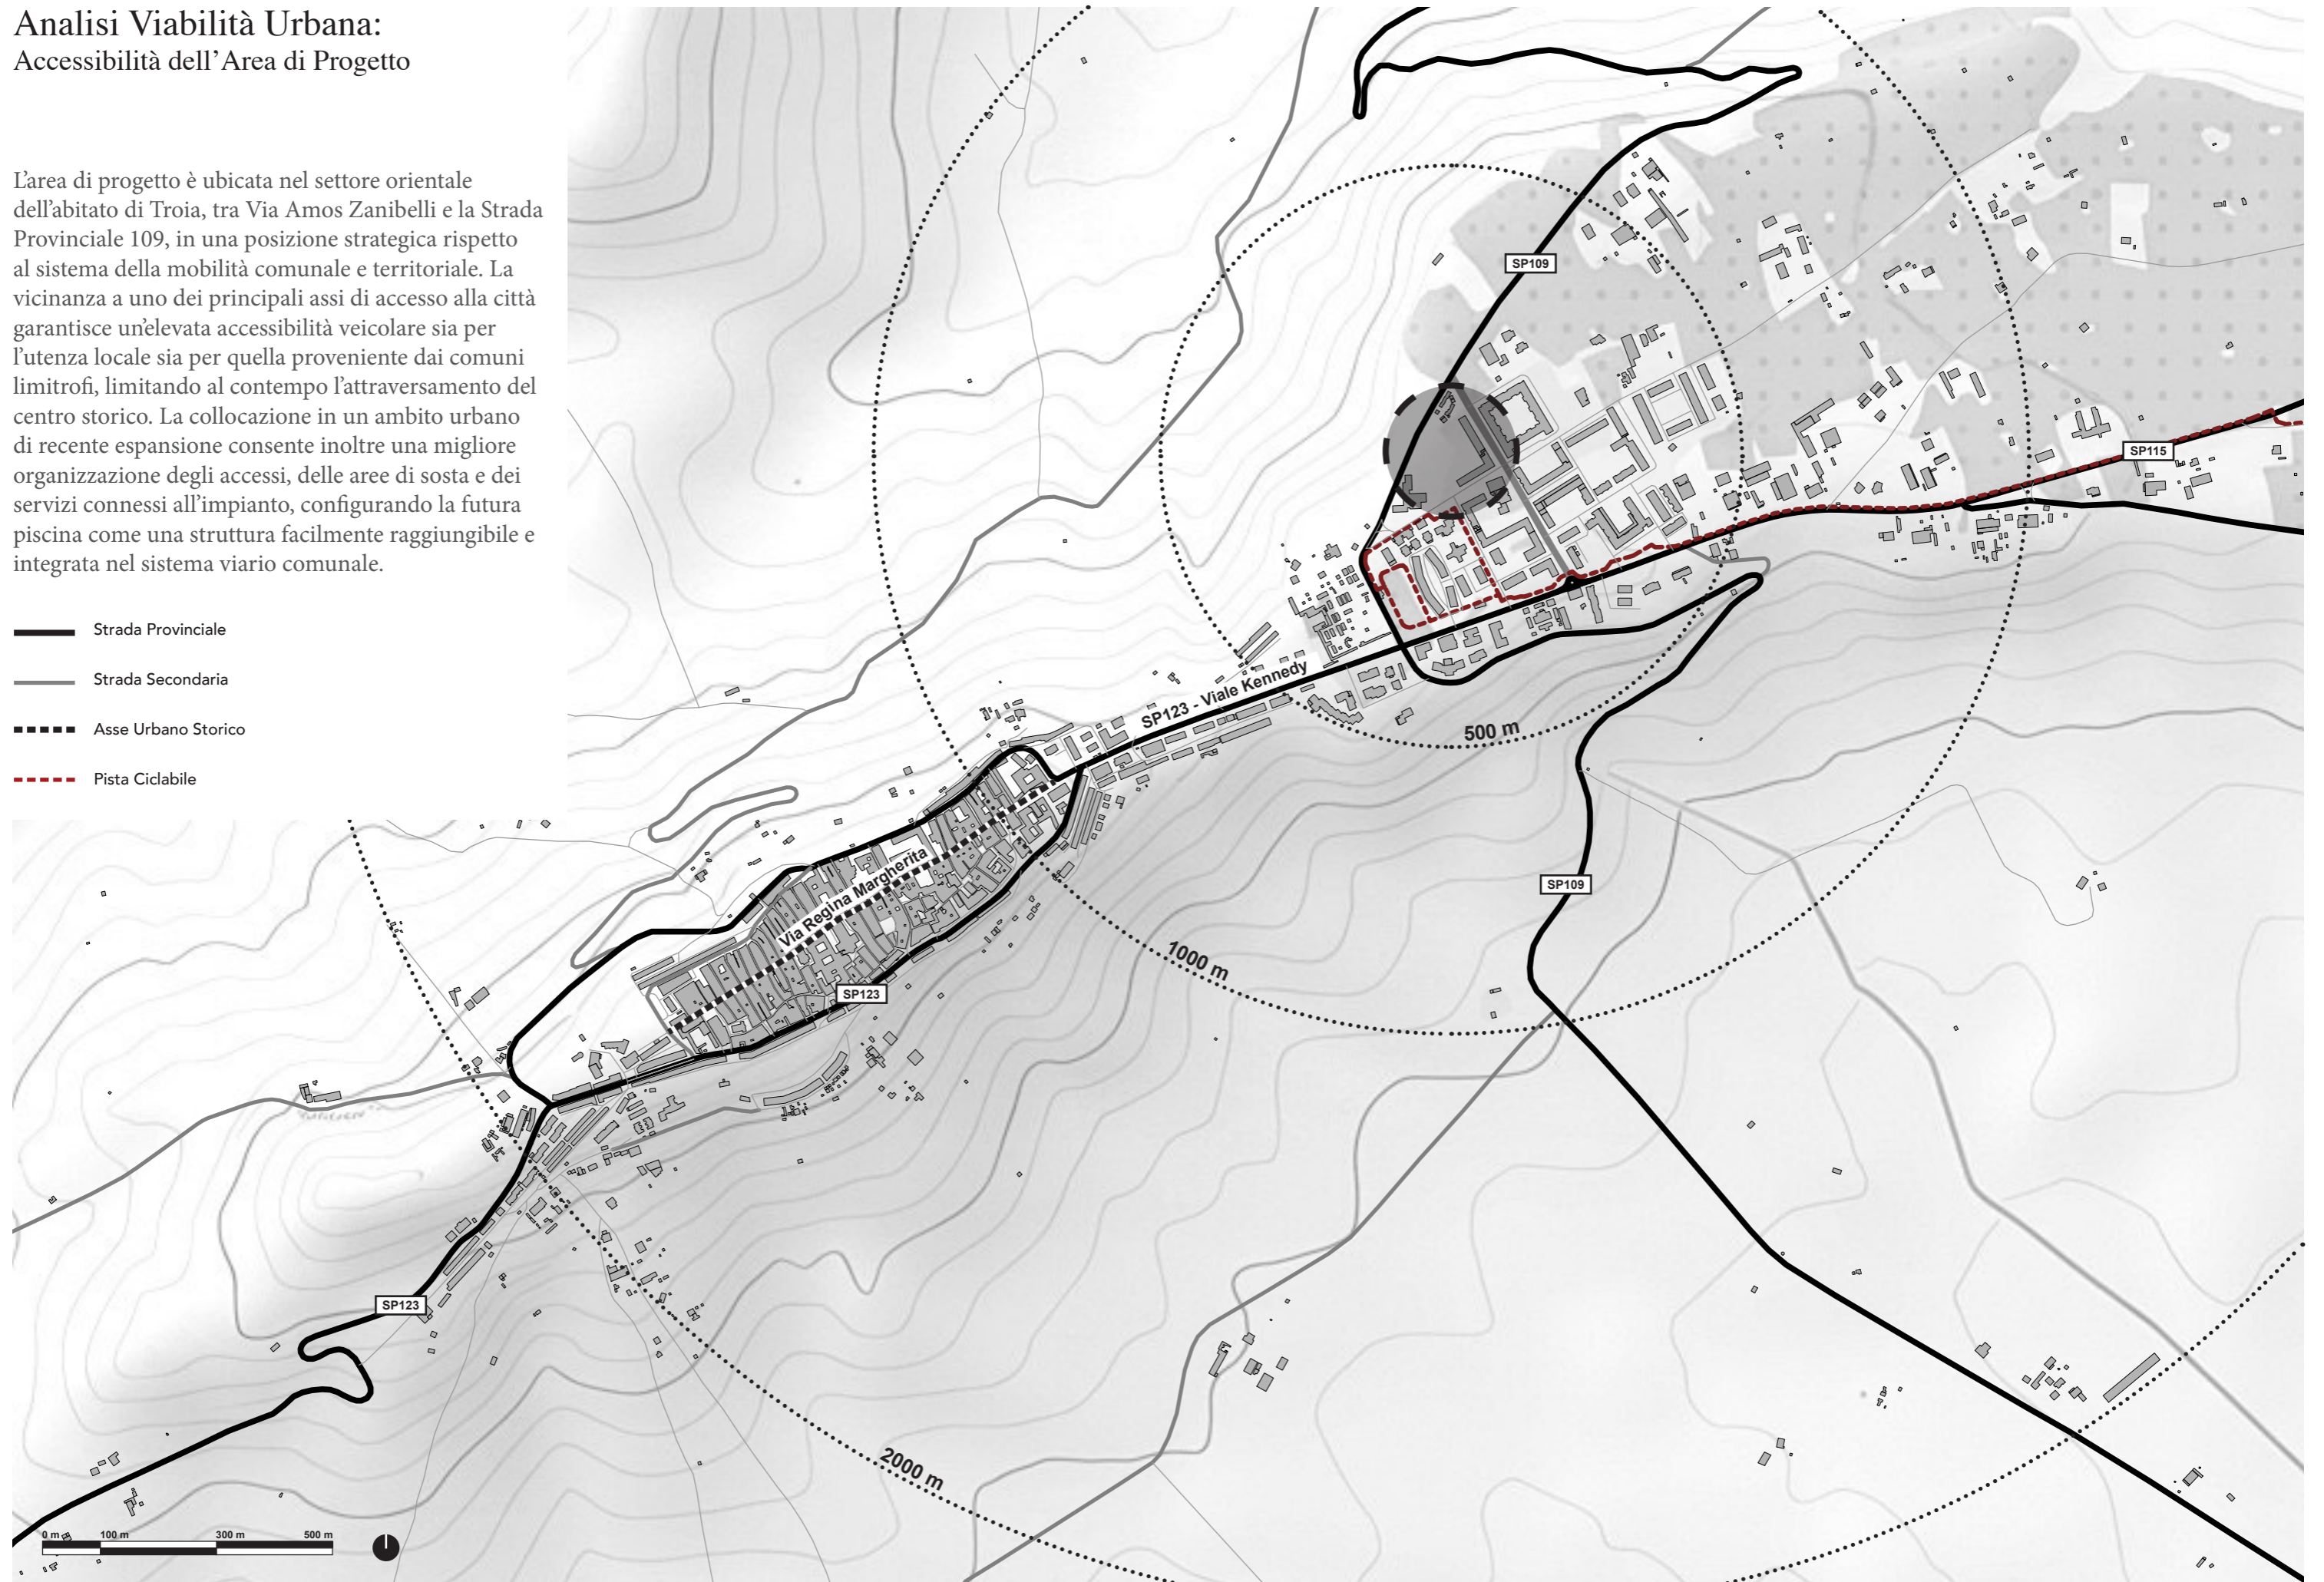 Analisi Viabilità Urbana:
Accessibilità dell'Area di Progetto
L'area di progetto è ubicata nel settore orientale
dell'abitato di Troia, tra Via Amos Zanibelli e la Strada
Provinciale 109, in una posizione strategica rispetto
al sistema della mobilità comunale e territoriale. La
vicinanza a uno dei principali assi di accesso alla città
garantisce un'elevata accessibilità veicolare sia per
l'utenza locale sia per quella proveniente dai comuni
limitrofi, limitando al contempo l'attraversamento del
centro storico. La collocazione in un ambito urbano
di recente espansione consente inoltre una migliore
organizzazione degli accessi, delle aree di sosta e dei
servizi connessi all'impianto, configurando la futura
piscina come una struttura facilmente raggiungibile e
integrata nel sistema viario comunale.
Strada Provinciale
Strada Secondaria
Asse Urbano Storico
Pista Ciclabile
SP109
SP115
SP123 - Viale Kennedy
500 m
Via Regina Margherita
SP109
1000 m
SP123
SP123
2000 m
0 m 100 m 300 m 500 m